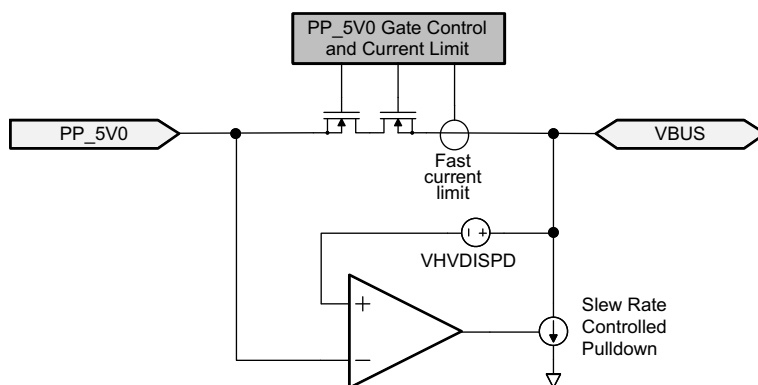 PP_5V0 Gate Control
and Current Limit
PP_5V0
VBUS
Fast
current
limit
VHVDISPD
Slew Rate
Controlled
Pulldown